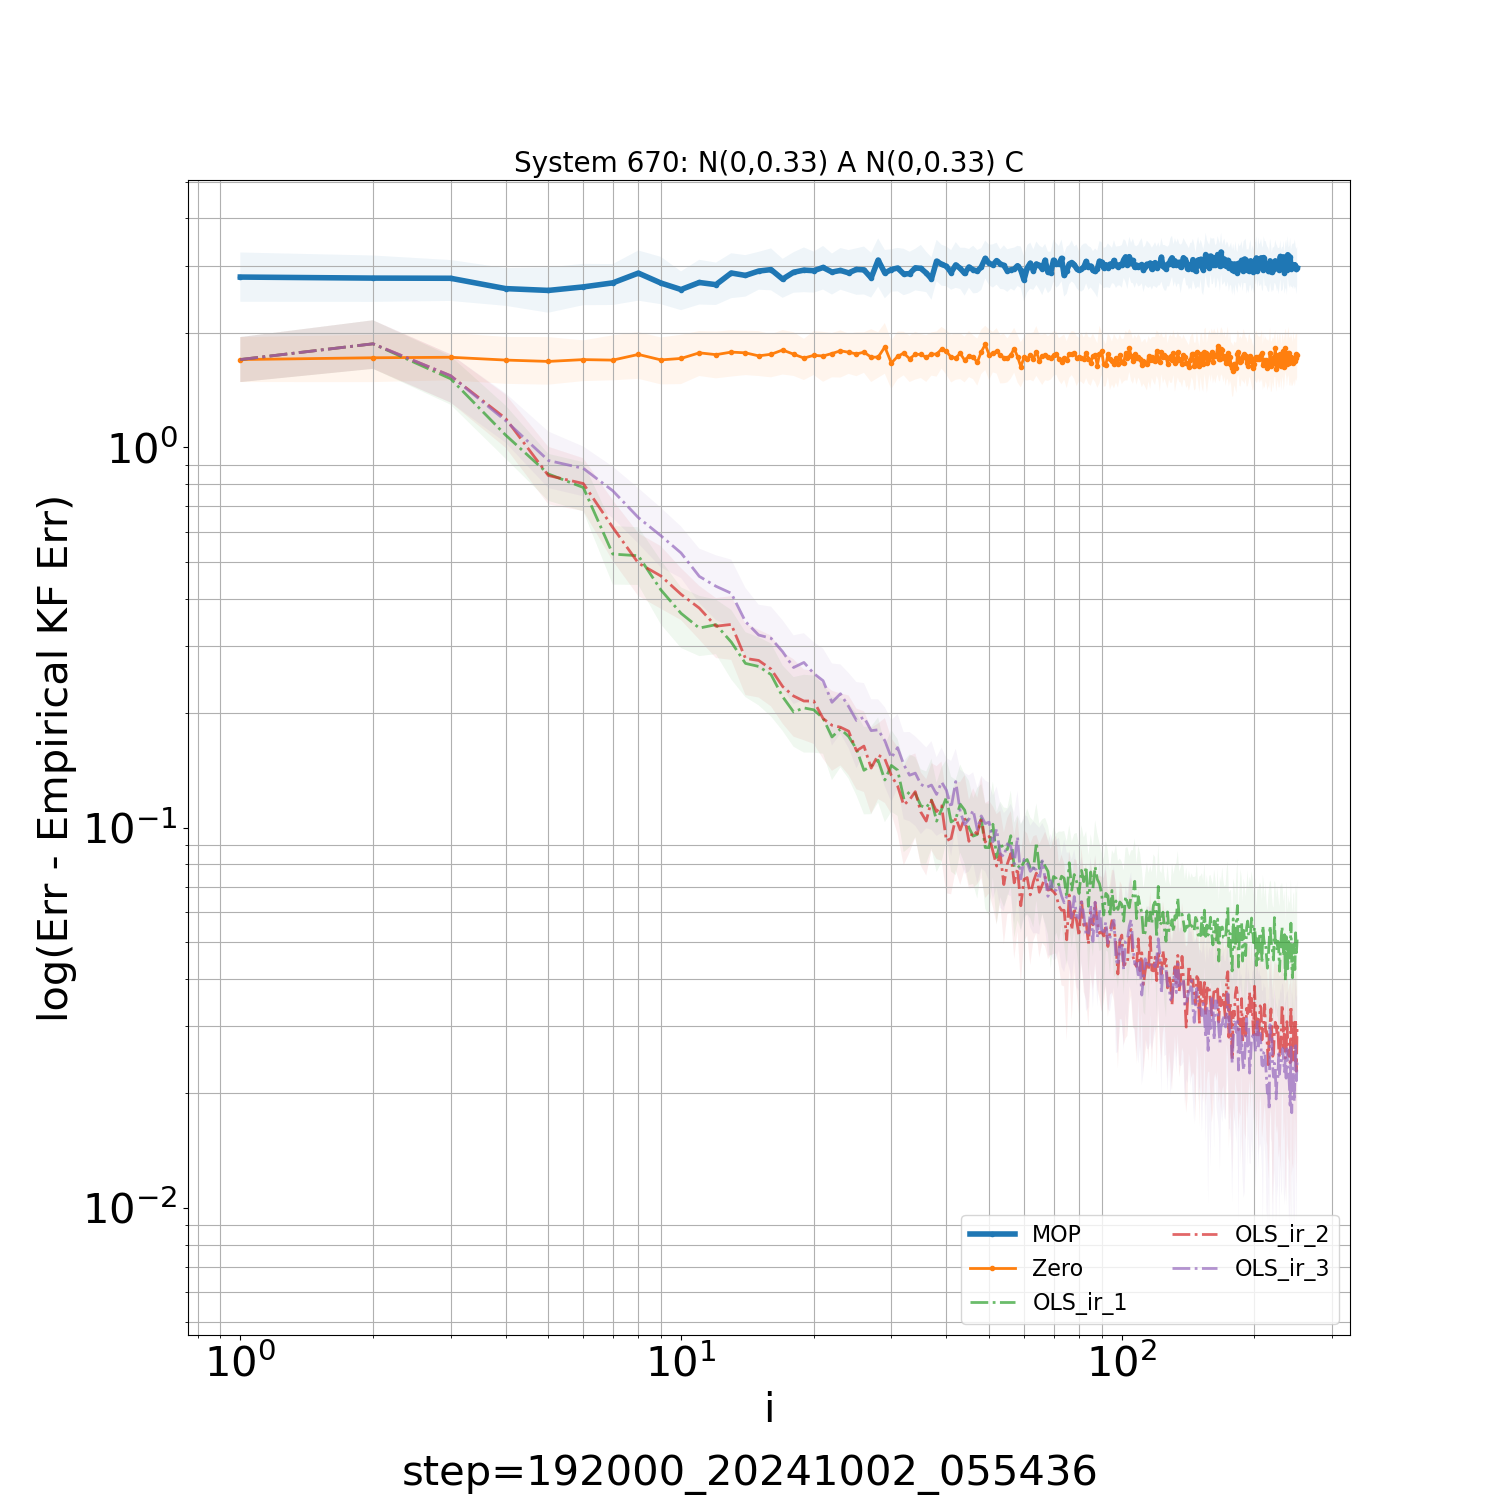 System 670: N(0,0.33) A N(0,0.33) C
log(Err - Empirical KF Err)
10^0
10^-1
10^-2
MOP
Zero
OLS_ir_1
OLS_ir_2
OLS_ir_3
10^0 10^1 10^2
i
step=192000_20241002_055436